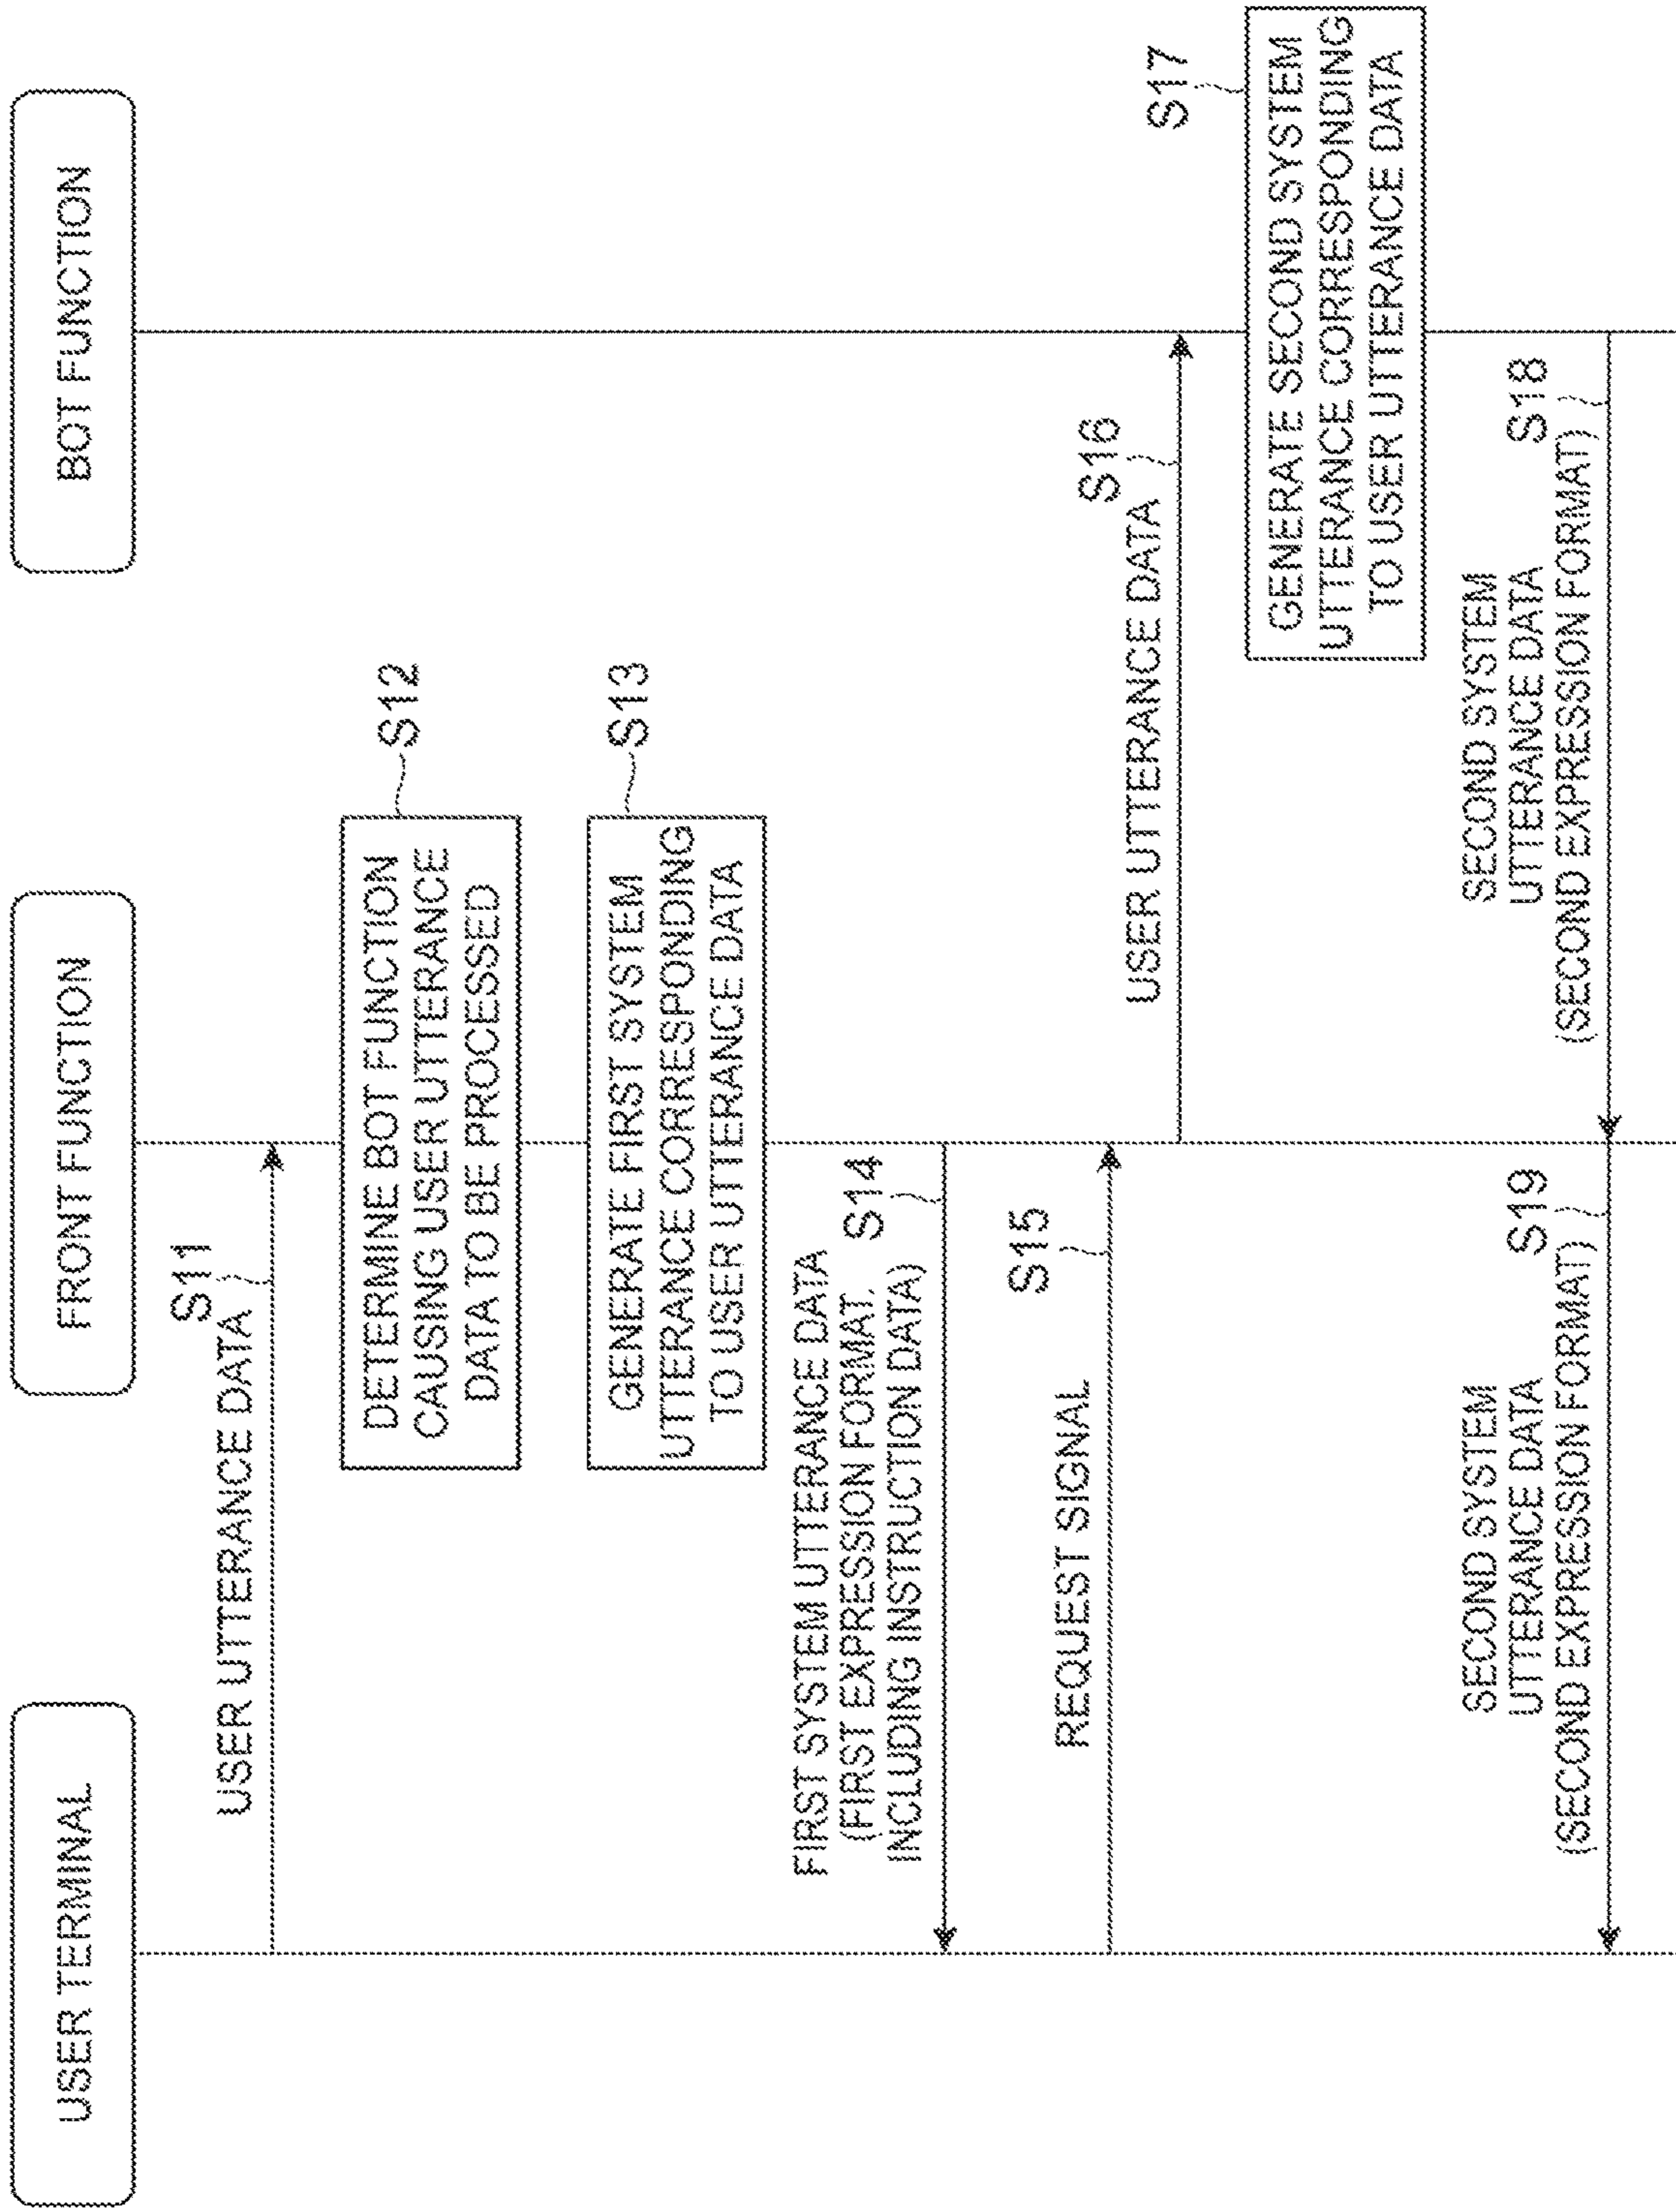 USER TERMINAL
FRONT FUNCTION
BOT FUNCTION
S11
USER UTTERANCE DATA
DETERMINE BOT FUNCTION
CAUSING USER UTTERANCE
DATA TO BE PROCESSED
S12
GENERATE FIRST SYSTEM
UTTERANCE CORRESPONDING
TO USER UTTERANCE DATA
S13
FIRST SYSTEM UTTERANCE DATA
(FIRST EXPRESSION FORMAT,
INCLUDING INSTRUCTION DATA)
S14
S15
REQUEST SIGNAL
S16
USER UTTERANCE DATA
S17
GENERATE SECOND SYSTEM
UTTERANCE CORRESPONDING
TO USER UTTERANCE DATA
SECOND SYSTEM
UTTERANCE DATA
(SECOND EXPRESSION FORMAT)
S18
SECOND SYSTEM
UTTERANCE DATA
(SECOND EXPRESSION FORMAT)
S19